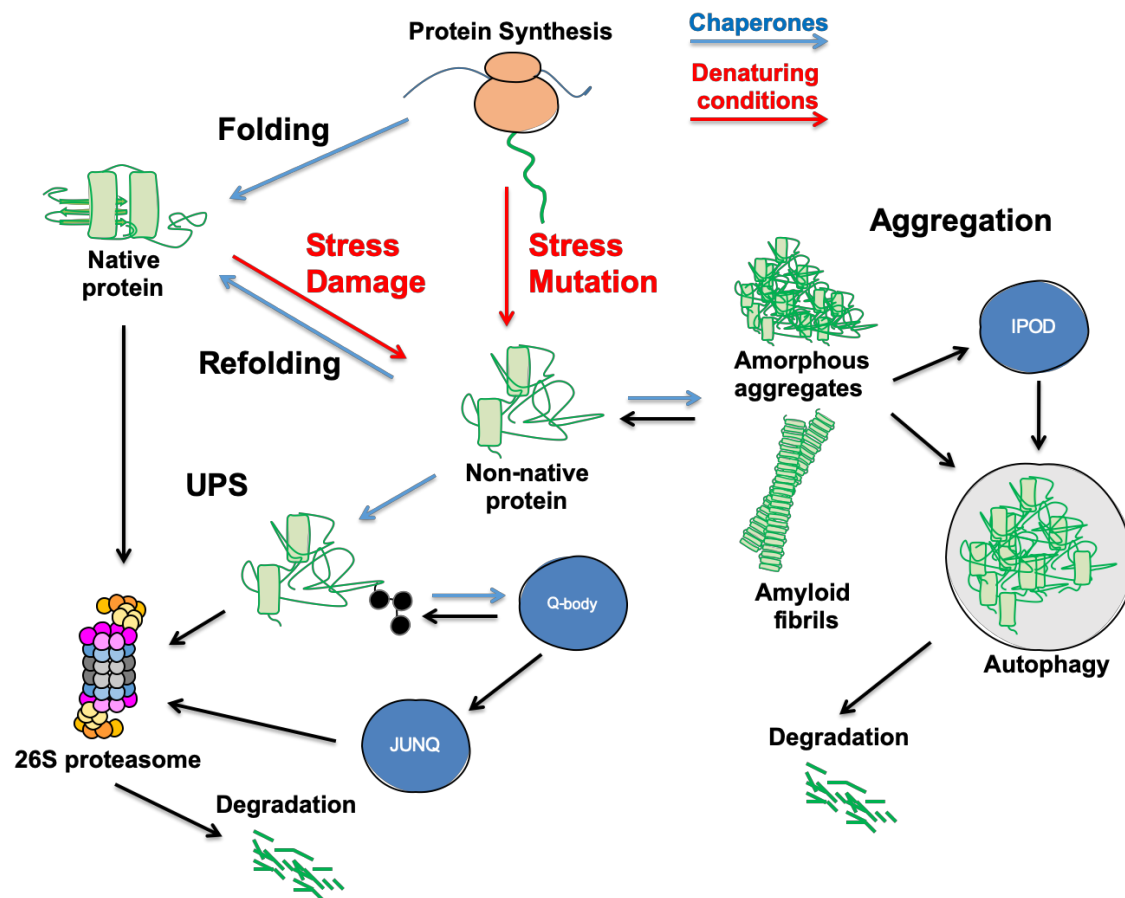 Protein Synthesis
Chaperones
Denaturing
conditions
Folding
Native
protein
Stress
Damage
Stress
Mutation
Refolding
Aggregation
Amorphous
aggregates
IPOD
Non-native
protein
UPS
Amyloid
fibrils
Q-body
Autophagy
JUNQ
26S proteasome
Degradation
Degradation